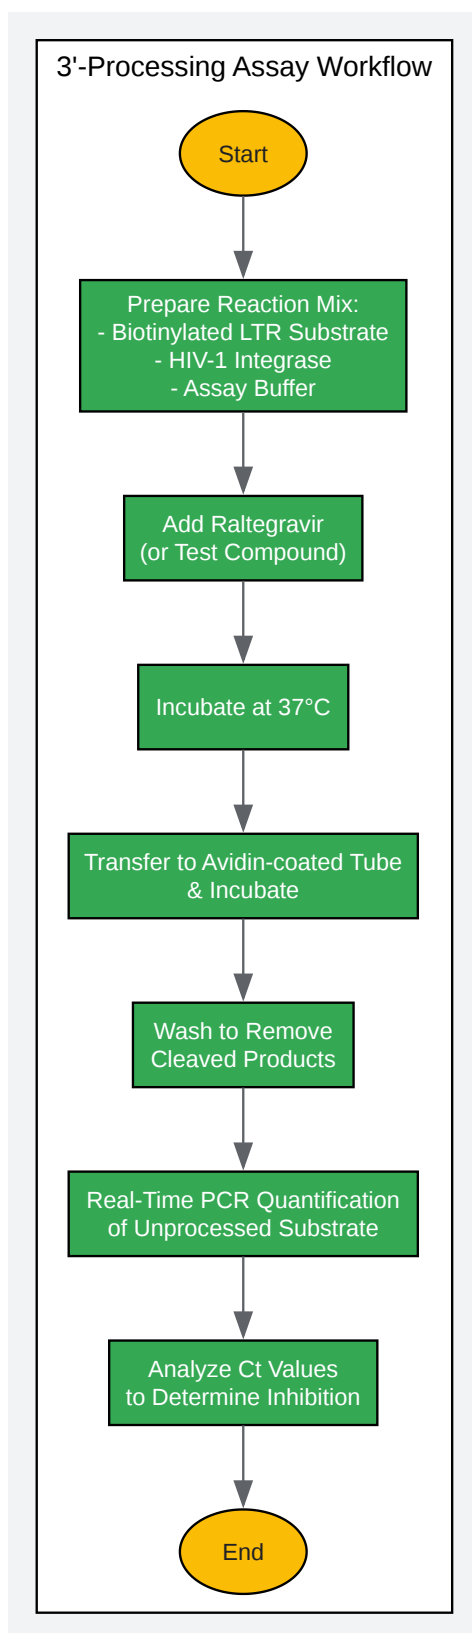 3'-Processing Assay Workflow
Start
Prepare Reaction Mix:
- Biotinylated LTR Substrate
- HIV-1 Integrase
- Assay Buffer
Add Raltegravir
(or Test Compound)
Incubate at 37°C
Transfer to Avidin-coated Tube
& Incubate
Wash to Remove
Cleaved Products
Real-Time PCR Quantification
of Unprocessed Substrate
Analyze Ct Values
to Determine Inhibition
End